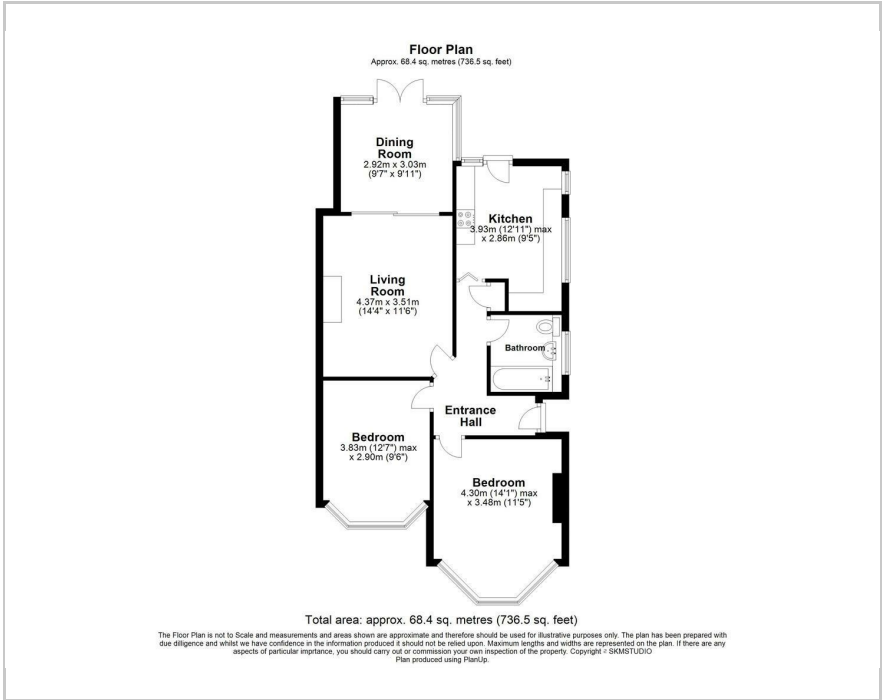 Floor Plan
Approx. 68.4 sq. metres (736.5 sq. feet)
Dining
Room
2.92m x 3.03m
(9'7" x 9'11")
Kitchen
3.93m (12'11") max
x 2.86m (9'5")
Living
Room
4.37m x 3.51m
(14'4" x 11'6")
Bathroom
Entrance
Hall
Bedroom
3.83m (12'7") max
x 2.90m (9'6")
Bedroom
4.30m (14'1") max
x 3.48m (11'5")
Total area: approx. 68.4 sq. metres (736.5 sq. feet)
The Floor Plan is not to Scale and measurements and areas shown are approximate and therefore should be used for illustrative purposes only. The plan has been prepared with
due dilligence and whilst we have confidence in the information produced it should not be relied upon. Maximum lengths and widths are represented on the plan. If there are any
aspects of particular imprtance, you should carry out or commission your own inspection of the property. Copyright # SKMSTUDIO
Plan produced using PlanUp.